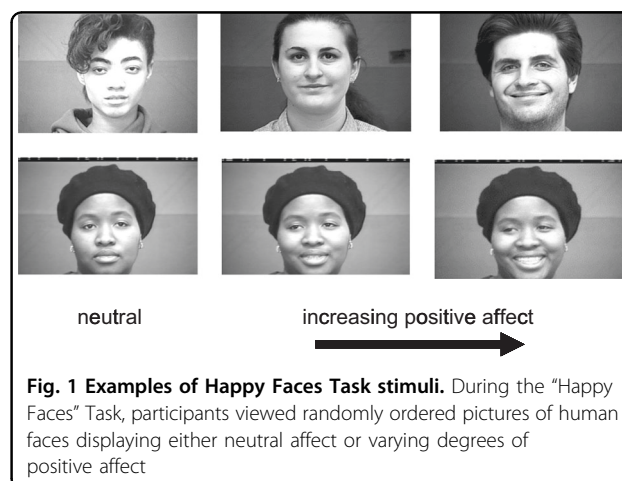 neutral
increasing positive affect
Fig. 1 Examples of Happy Faces Task stimuli. During the “Happy
Faces” Task, participants viewed randomly ordered pictures of human
faces displaying either neutral affect or varying degrees of
positive affect